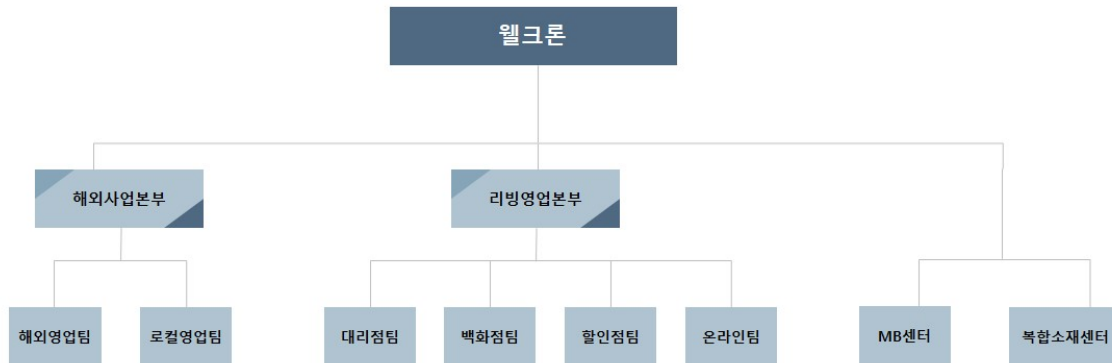 웰크론
해외사업본부
리빙영업본부
해외영업팀
로컬영업팀
대리점팀
백화점팀
할인점팀
온라인팀
MB센터
복합소재센터